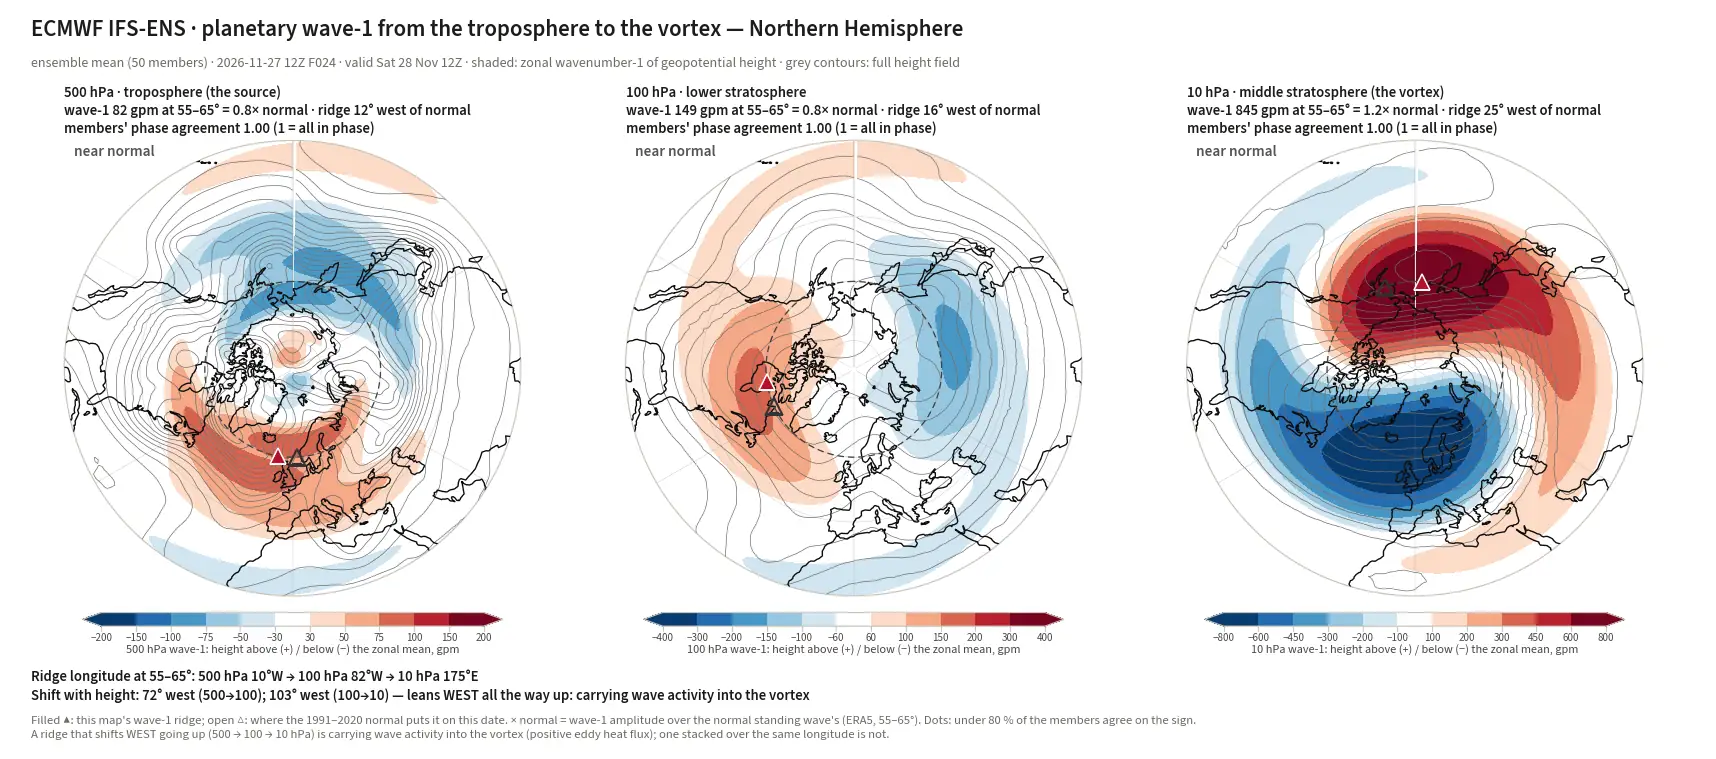 ECMWF IFS-ENS · planetary wave-1 from the troposphere to the vortex — Northern Hemisphere
ensemble mean (50 members) · 2026-11-27 12Z F024 · valid Sat 28 Nov 12Z · shaded: zonal wavenumber-1 of geopotential height · grey contours: full height field
500 hPa · troposphere (the source)
wave-1 82 gpm at 55–65° = 0.8× normal · ridge 12° west of normal
members' phase agreement 1.00 (1 = all in phase)
near normal
100 hPa · lower stratosphere
wave-1 149 gpm at 55–65° = 0.8× normal · ridge 16° west of normal
members' phase agreement 1.00 (1 = all in phase)
near normal
10 hPa · middle stratosphere (the vortex)
wave-1 845 gpm at 55–65° = 1.2× normal · ridge 25° west of normal
members' phase agreement 1.00 (1 = all in phase)
near normal
−200 −150 −100 −75 −50 −30 30 50 75 100 150 200
500 hPa wave-1: height above (+) / below (−) the zonal mean, gpm
−400 −300 −200 −150 −100 −60 60 100 150 200 300 400
100 hPa wave-1: height above (+) / below (−) the zonal mean, gpm
−800 −600 −450 −300 −200 −100 100 200 300 450 600 800
10 hPa wave-1: height above (+) / below (−) the zonal mean, gpm
Ridge longitude at 55–65°: 500 hPa 10°W → 100 hPa 82°W → 10 hPa 175°E
Shift with height: 72° west (500→100); 103° west (100→10) — leans WEST all the way up: carrying wave activity into the vortex
Filled ▲: this map's wave-1 ridge; open △: where the 1991–2020 normal puts it on this date. × normal = wave-1 amplitude over the normal standing wave's (ERA5, 55–65°). Dots: under 80 % of the members agree on the sign.
A ridge that shifts WEST going up (500 → 100 → 10 hPa) is carrying wave activity into the vortex (positive eddy heat flux); one stacked over the same longitude is not.